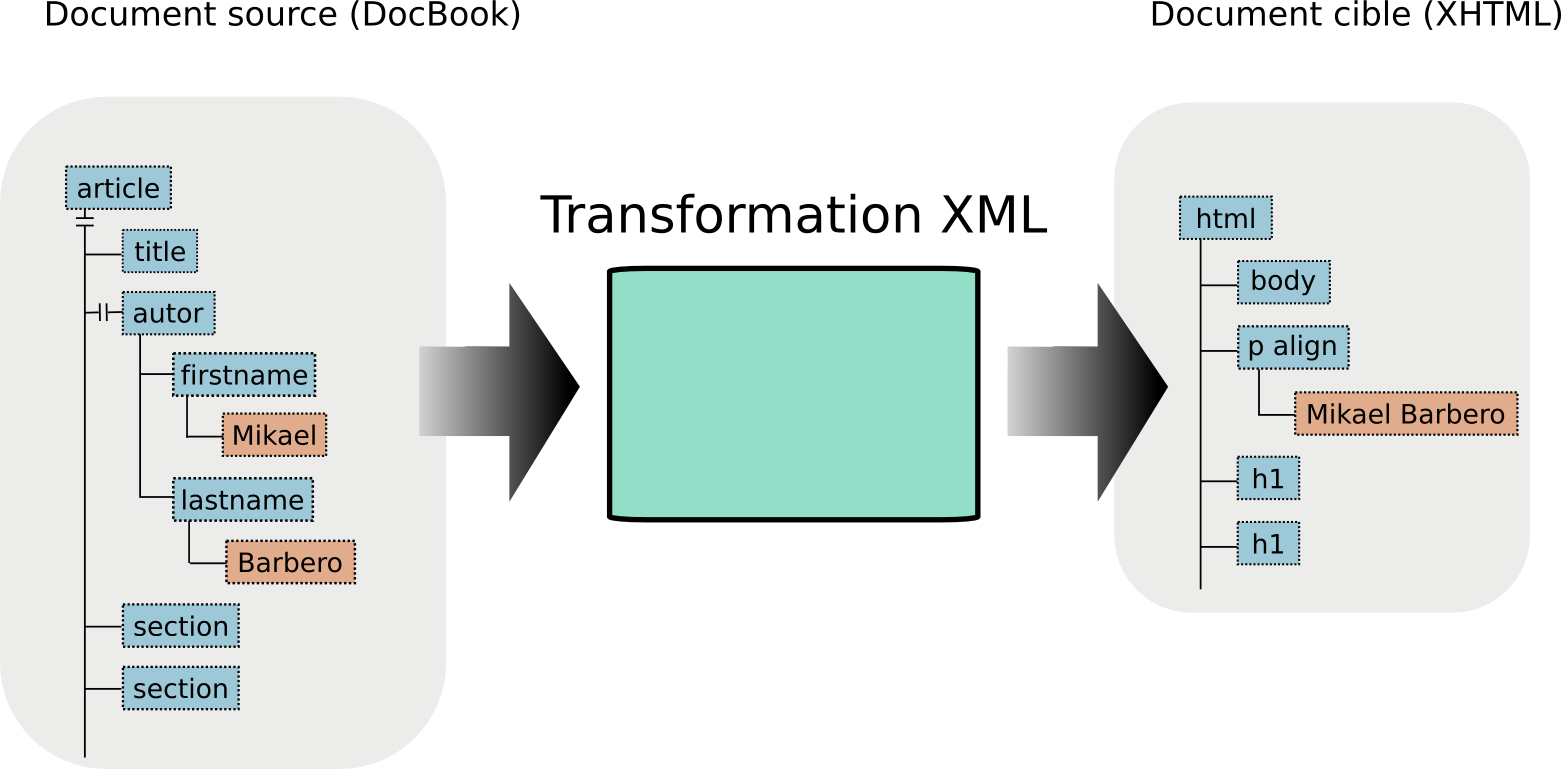 Document source (DocBook)
article
title
autor
firstname
Mikael
lastname
Barbero
section
section
Transformation XML
Document cible (XHTML)
html
body
p align
Mikael Barbero
h1
h1